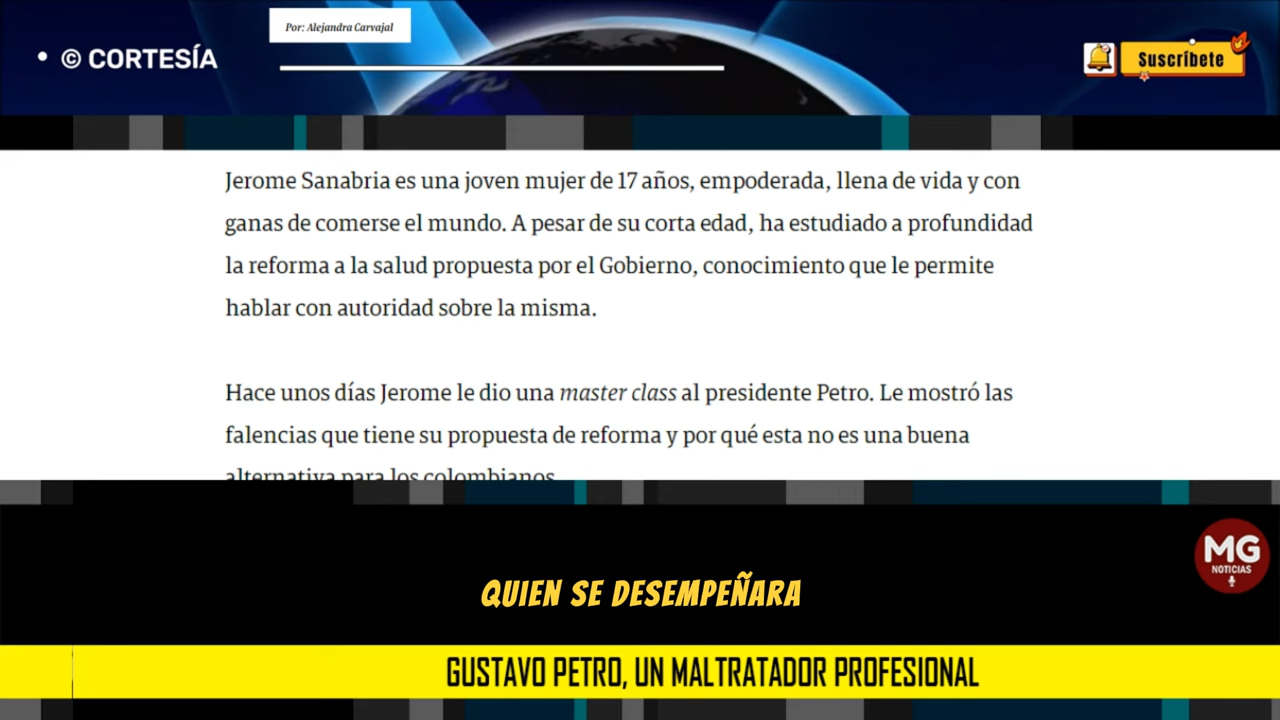 Por: Alejandra Carvajal
• © CORTESÍA
Suscríbete
Jerome Sanabria es una joven mujer de 17 años, empoderada, llena de vida y con
ganas de comerse el mundo. A pesar de su corta edad, ha estudiado a profundidad
la reforma a la salud propuesta por el Gobierno, conocimiento que le permite
hablar con autoridad sobre la misma.
Hace unos días Jerome le dio una master class al presidente Petro. Le mostró las
falencias que tiene su propuesta de reforma y por qué esta no es una buena
alternativa para los colombianos.
MG
NOTICIAS
QUIEN SE DESEMPEÑARA
GUSTAVO PETRO, UN MALTRATADOR PROFESIONAL